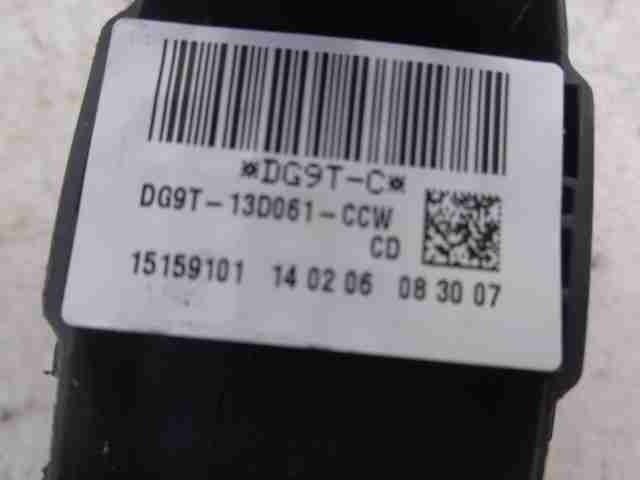 *DG9T-C*
DG9T-13D061-CCW
CD
15159101 14 02 06 08 30 07